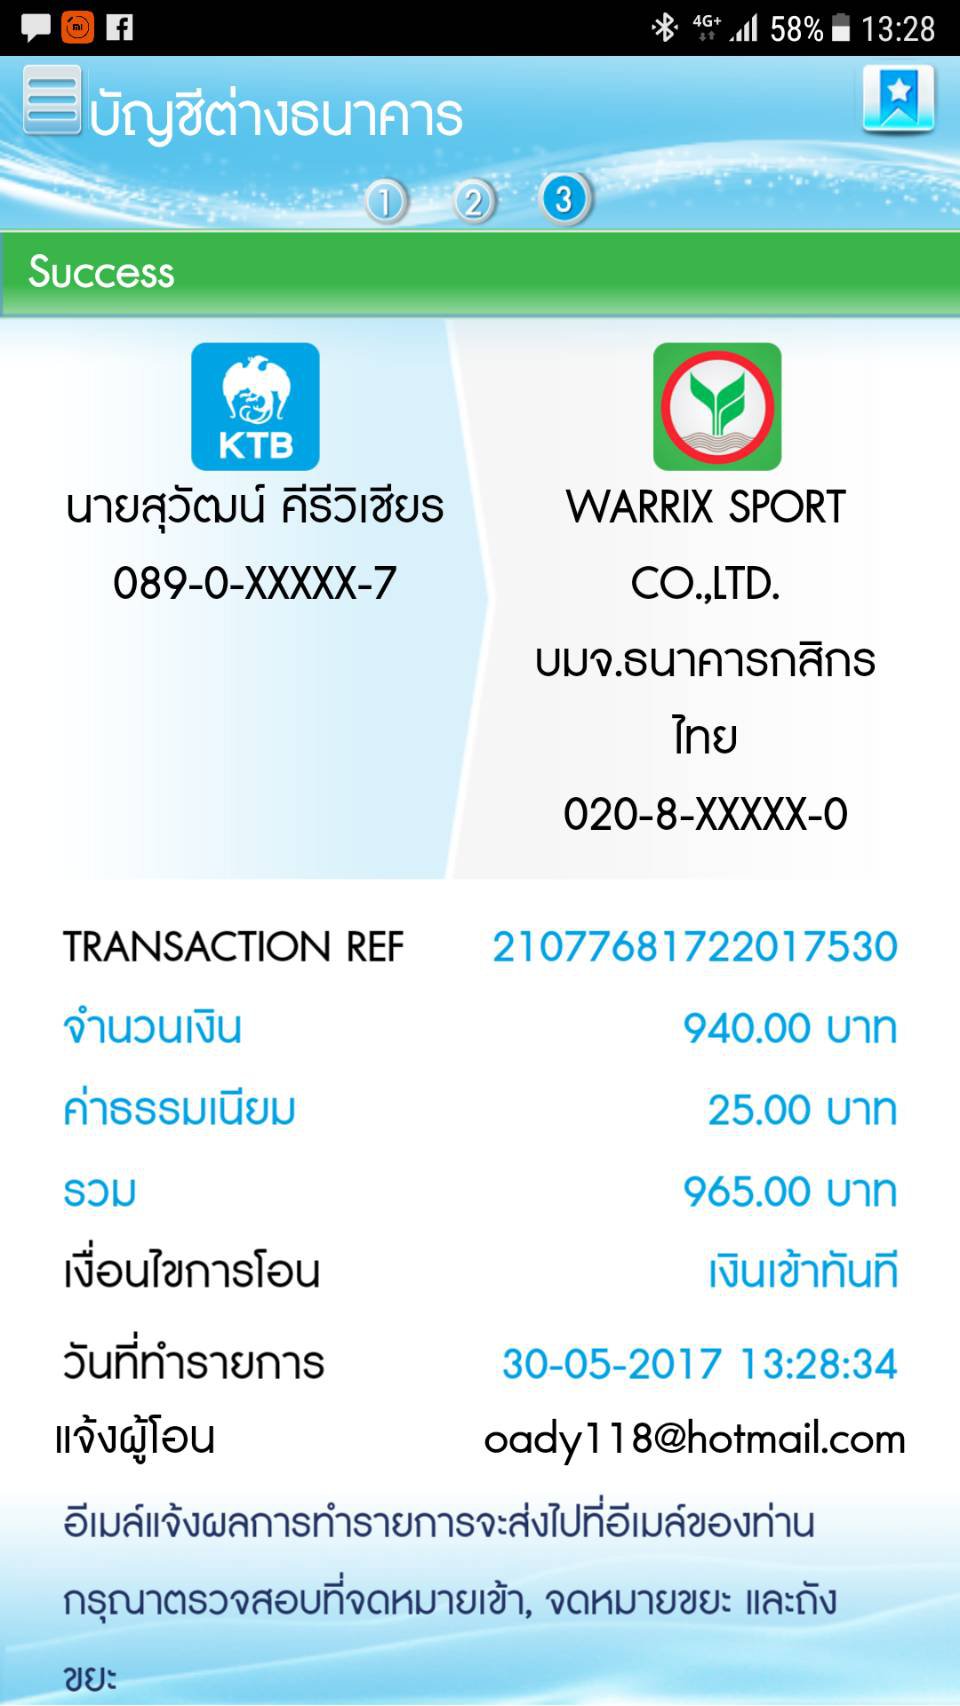 4G+ 58% 13:28
บัญชีต่างธนาคาร
1 2 3
Success
KTB
นายสุวัฒน์ คีรีวิเชียร
089-0-XXXXX-7
WARRIX SPORT
CO.,LTD.
บมจ.ธนาคารกสิกร
ไทย
020-8-XXXXX-0
TRANSACTION REF 21077681722017530
จำนวนเงิน 940.00 บาท
ค่าธรรมเนียม 25.00 บาท
รวม 965.00 บาท
เงื่อนไขการโอน เงินเข้าทันที
วันที่ทำรายการ 30-05-2017 13:28:34
แจ้งผู้โอน oady118@hotmail.com
อีเมล์แจ้งผลการทำรายการจะส่งไปที่อีเมล์ของท่าน
กรุณาตรวจสอบที่จดหมายเข้า, จดหมายขยะ และถัง
ขยะ